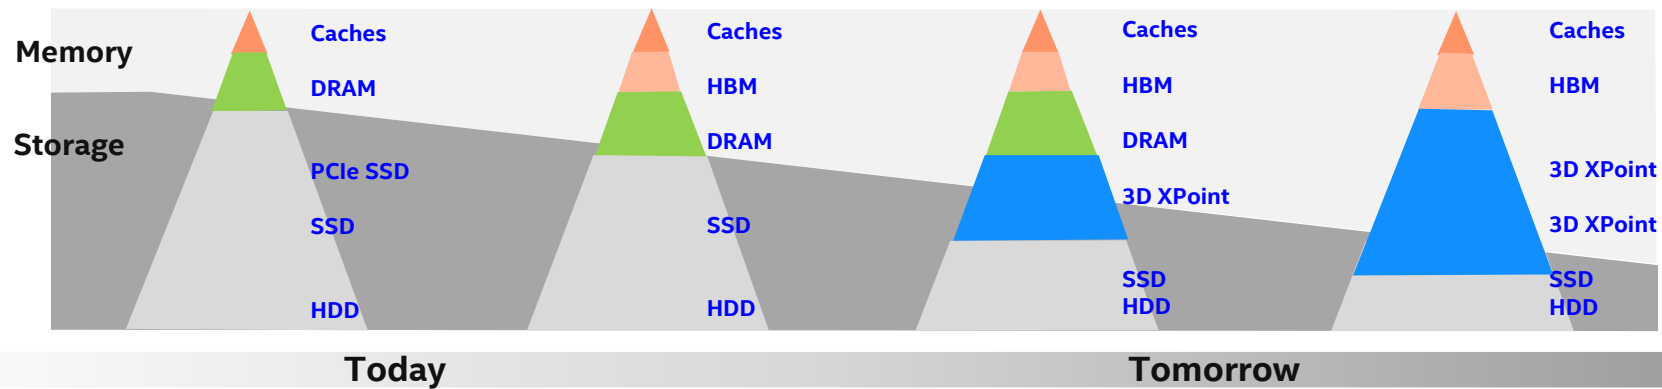 Memory
Storage
Caches
DRAM
PCIe SSD
SSD
HDD
Caches
HBM
DRAM
SSD
HDD
Caches
HBM
DRAM
3D XPoint
SSD
HDD
Caches
HBM
3D XPoint
3D XPoint
SSD
HDD
Today
Tomorrow